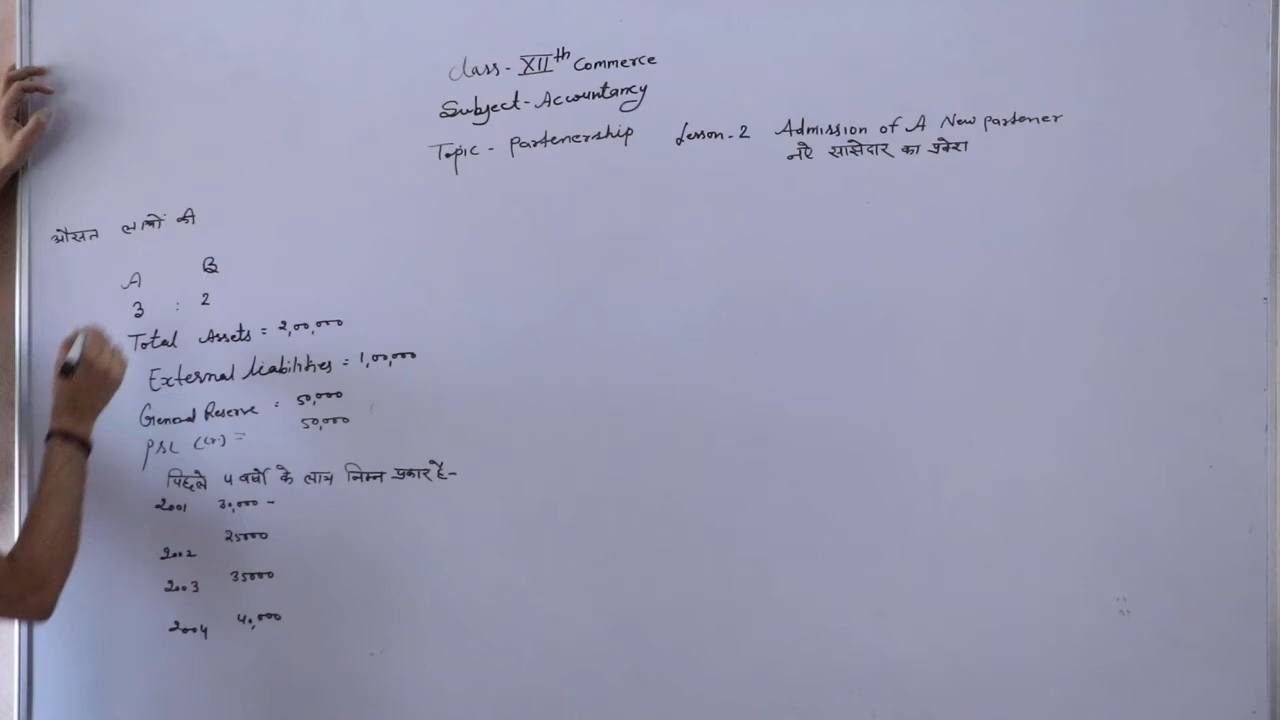 Class - XIIth Commerce
Subject - Accountancy
Topic - Partenership Lesson - 2 Admission of A New partener
नऐ साझेदार का प्रवेश
औसत लाभों की
A B
3 : 2
Total Assets = 2,00,000
External liabilities = 1,00,000
General Reserve = 50,000
P&L (Cr) = 50,000
पिछले 4 वर्षो के लाभ निम्न प्रकार है-
2001 30,000 -
2002 25000
2003 35000
2004 40,000